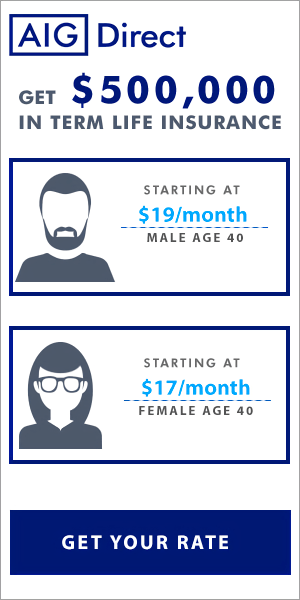 AIG Direct
GET $500,000
IN TERM LIFE INSURANCE
STARTING AT
$19/month
MALE AGE 40
STARTING AT
$17/month
FEMALE AGE 40
GET YOUR RATE